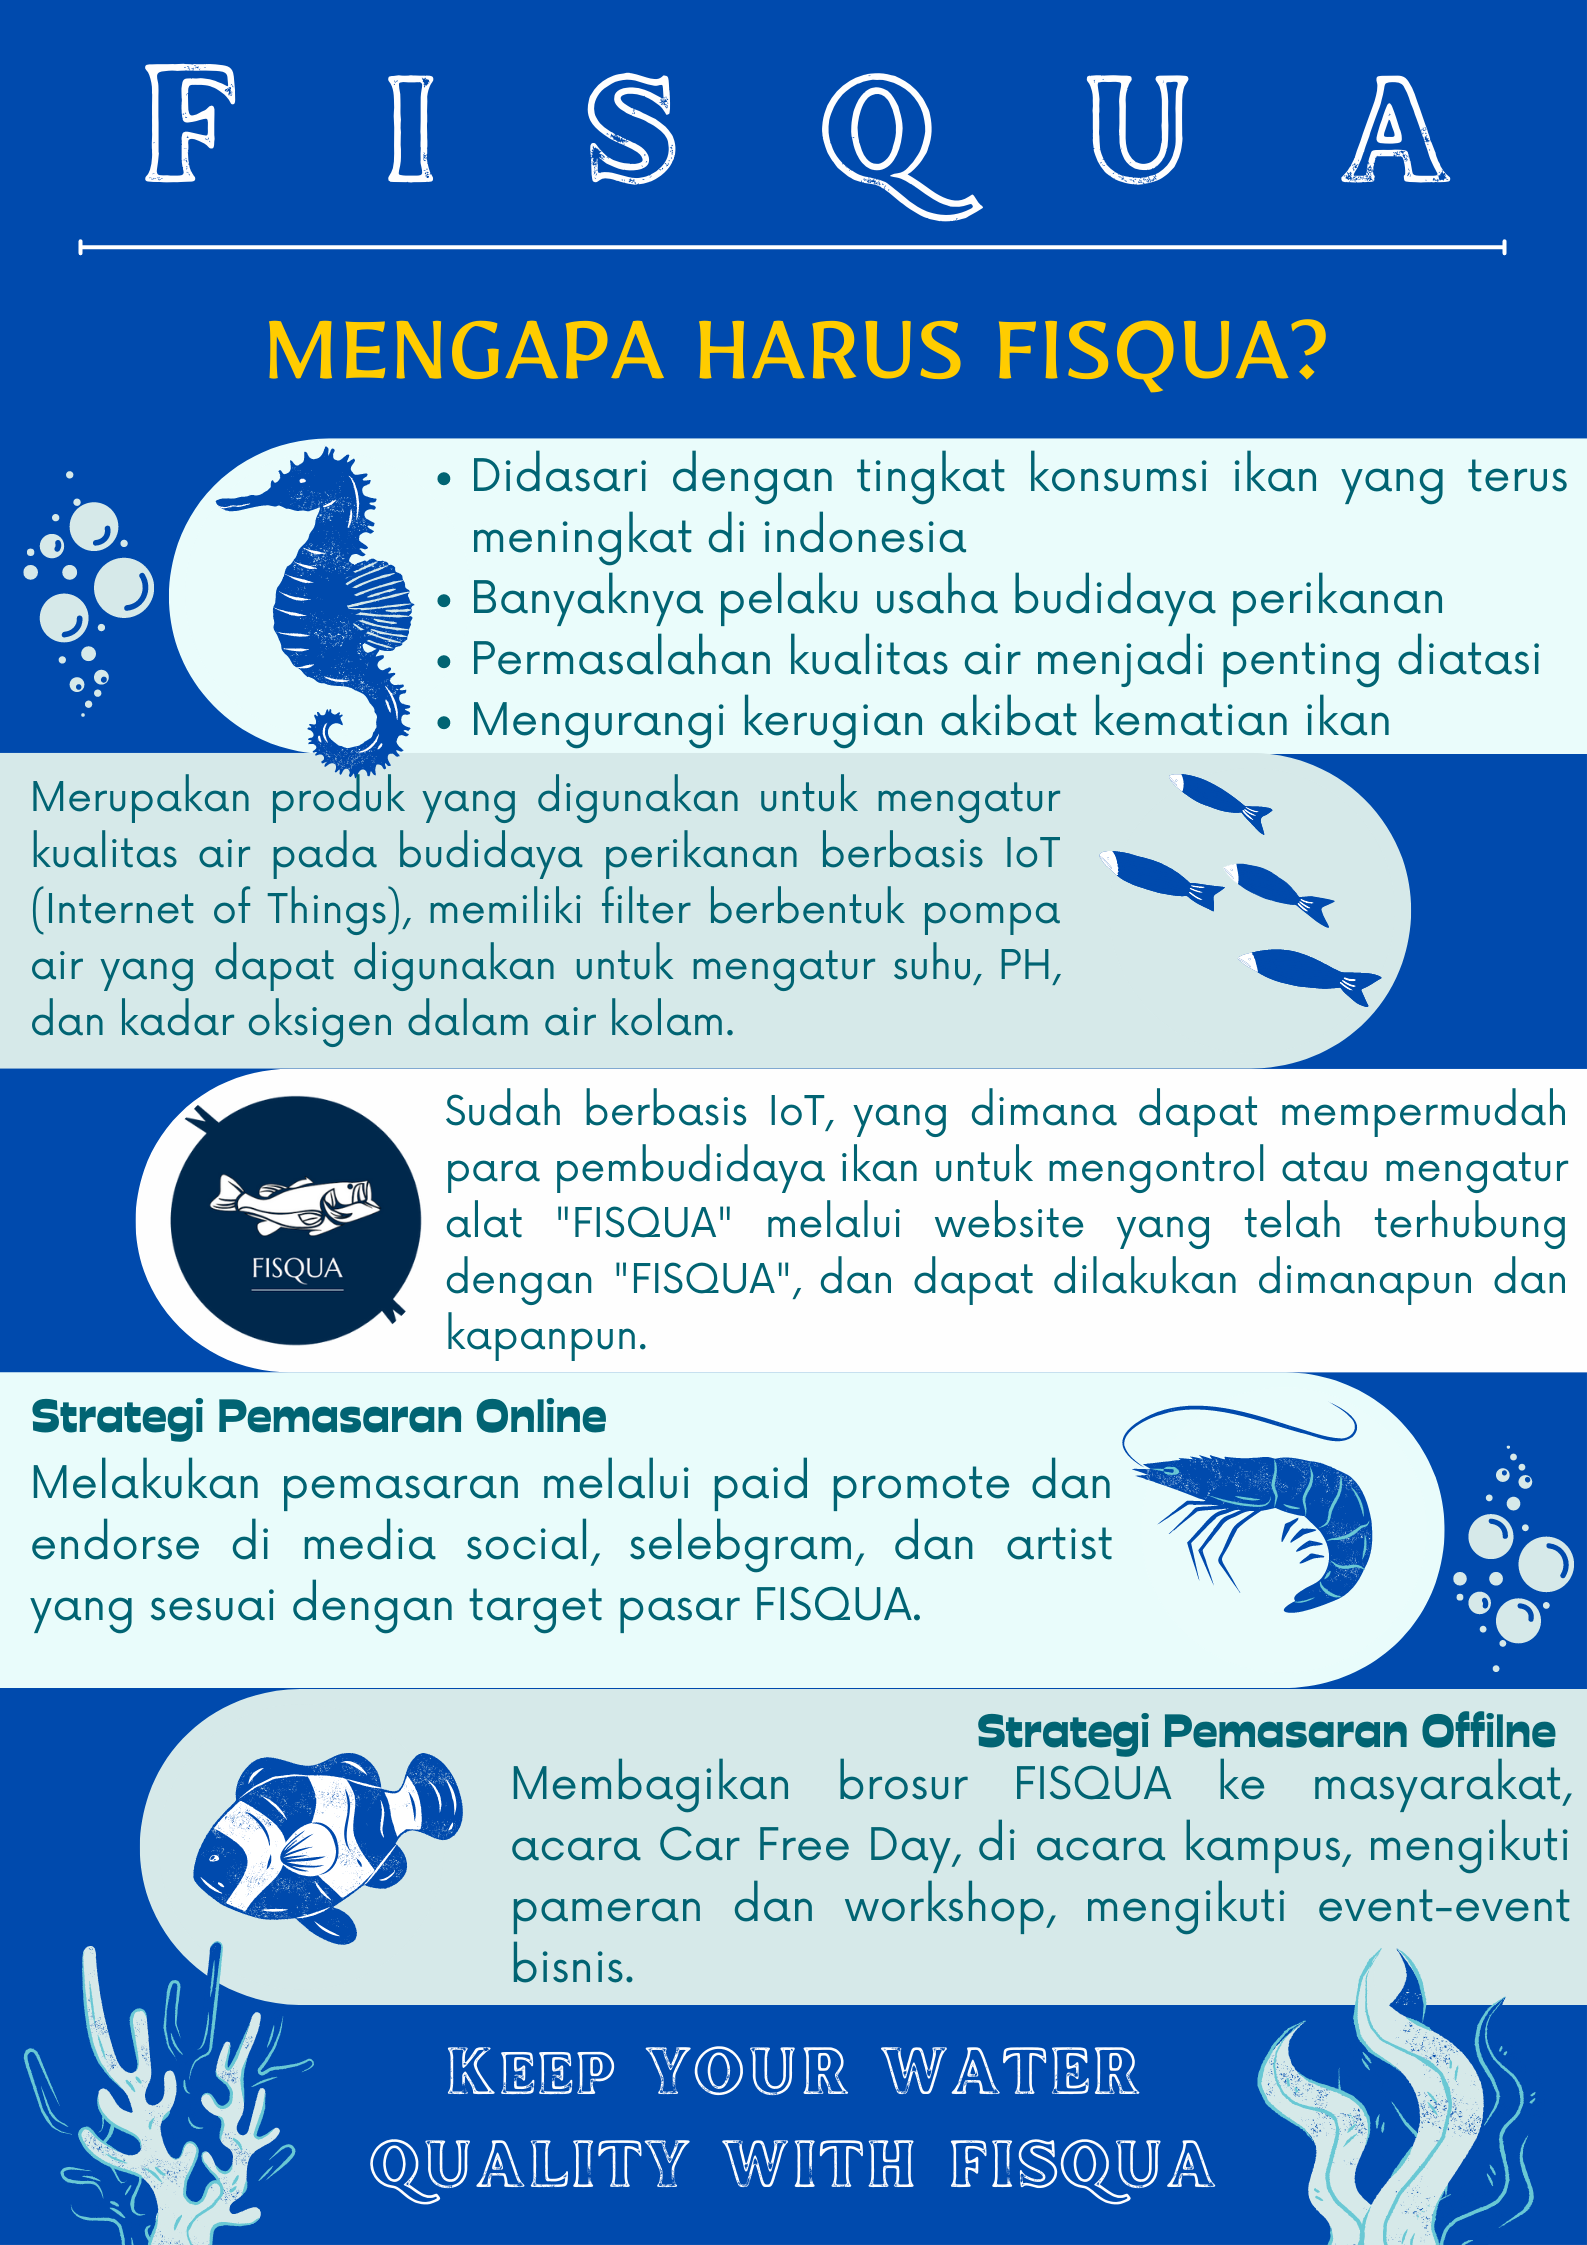 FISQUA
MENGAPA HARUS FISQUA?
• Didasari dengan tingkat konsumsi ikan yang terus
meningkat di indonesia
• Banyaknya pelaku usaha budidaya perikanan
• Permasalahan kualitas air menjadi penting diatasi
• Mengurangi kerugian akibat kematian ikan
Merupakan produk yang digunakan untuk mengatur
kualitas air pada budidaya perikanan berbasis IoT
(Internet of Things), memiliki filter berbentuk pompa
air yang dapat digunakan untuk mengatur suhu, PH,
dan kadar oksigen dalam air kolam.
FISQUA
Sudah berbasis IoT, yang dimana dapat mempermudah
para pembudidaya ikan untuk mengontrol atau mengatur
alat "FISQUA" melalui website yang telah terhubung
dengan "FISQUA", dan dapat dilakukan dimanapun dan
kapanpun.
Strategi Pemasaran Online
Melakukan pemasaran melalui paid promote dan
endorse di media social, selebgram, dan artist
yang sesuai dengan target pasar FISQUA.
Strategi Pemasaran Offilne
Membagikan brosur FISQUA ke masyarakat,
acara Car Free Day, di acara kampus, mengikuti
pameran dan workshop, mengikuti event-event
bisnis.
KEEP YOUR WATER
QUALITY WITH FISQUA